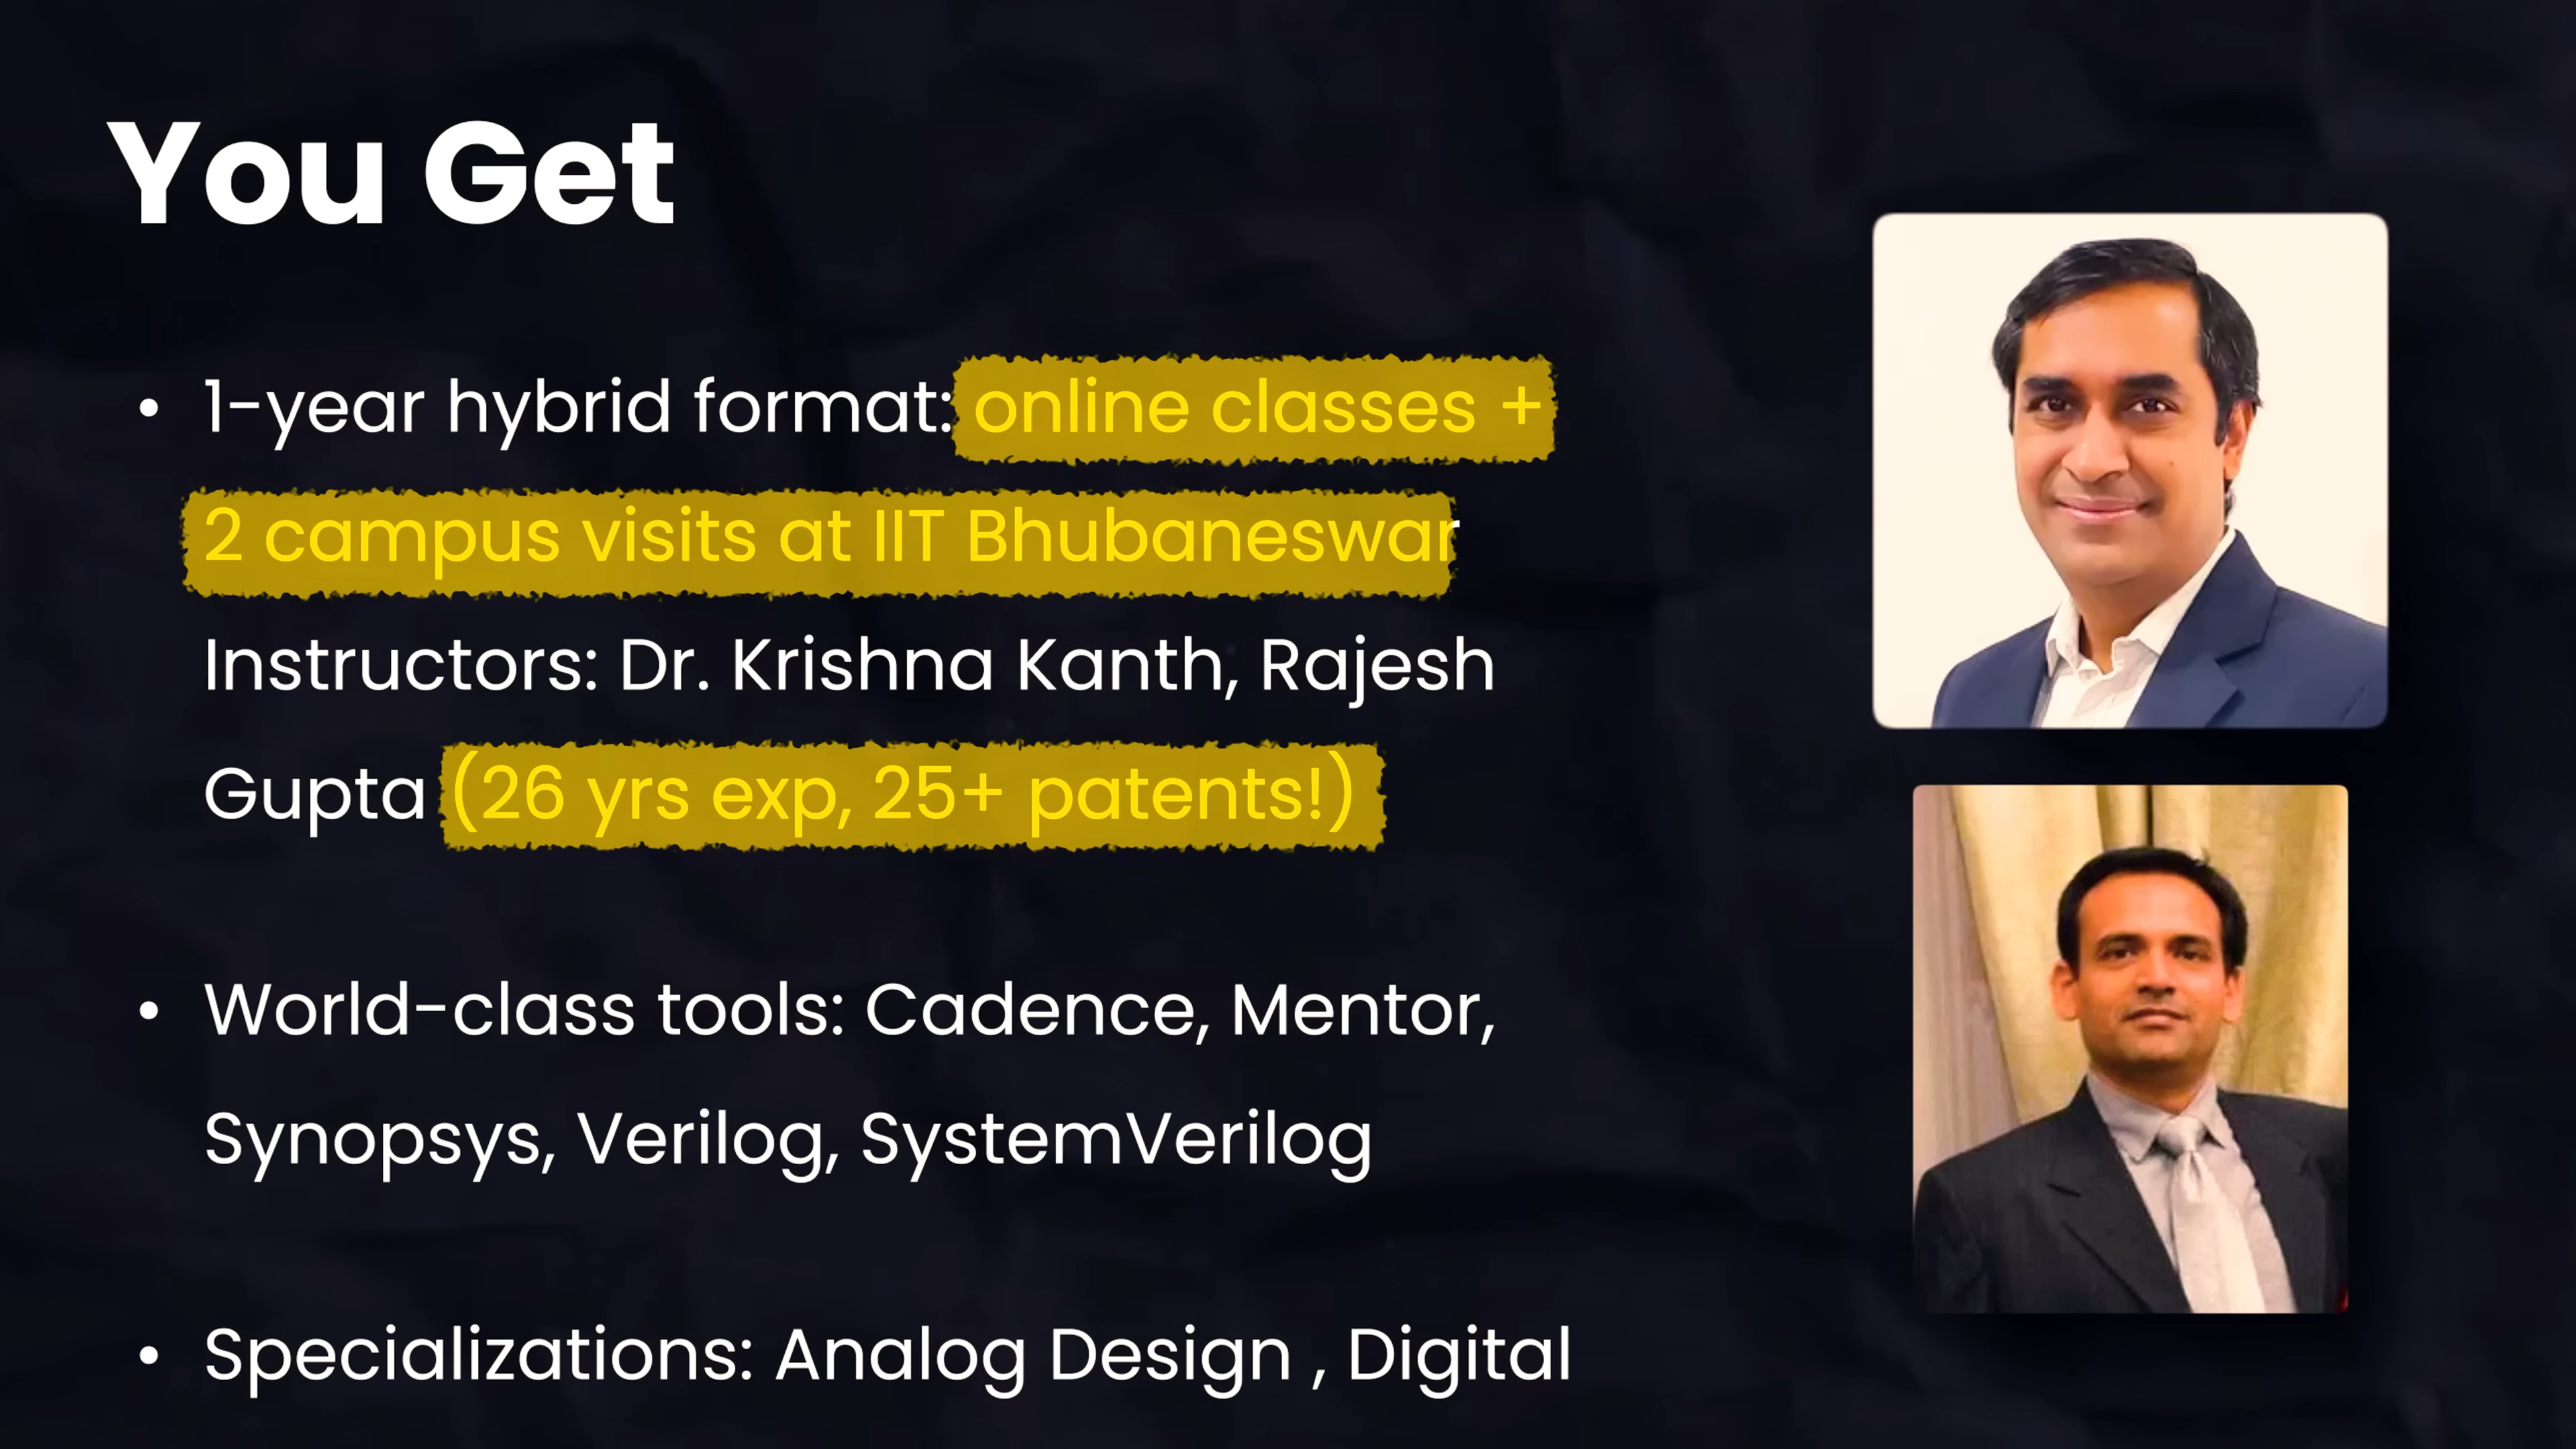 You Get
• 1-year hybrid format: online classes +
2 campus visits at IIT Bhubaneswar
Instructors: Dr. Krishna Kanth, Rajesh
Gupta (26 yrs exp, 25+ patents!)
• World-class tools: Cadence, Mentor,
Synopsys, Verilog, SystemVerilog
• Specializations: Analog Design , Digital